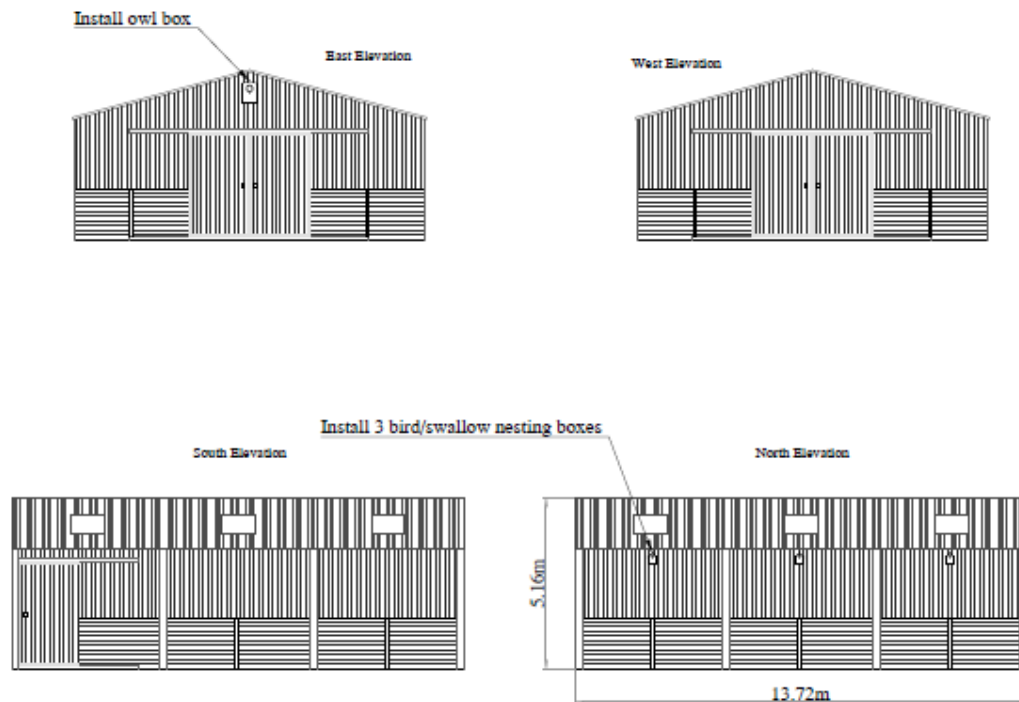 Install owl box
East Elevation
West Elevation
Install 3 bird/swallow nesting boxes
South Elevation
North Elevation
5.16m
13.72m